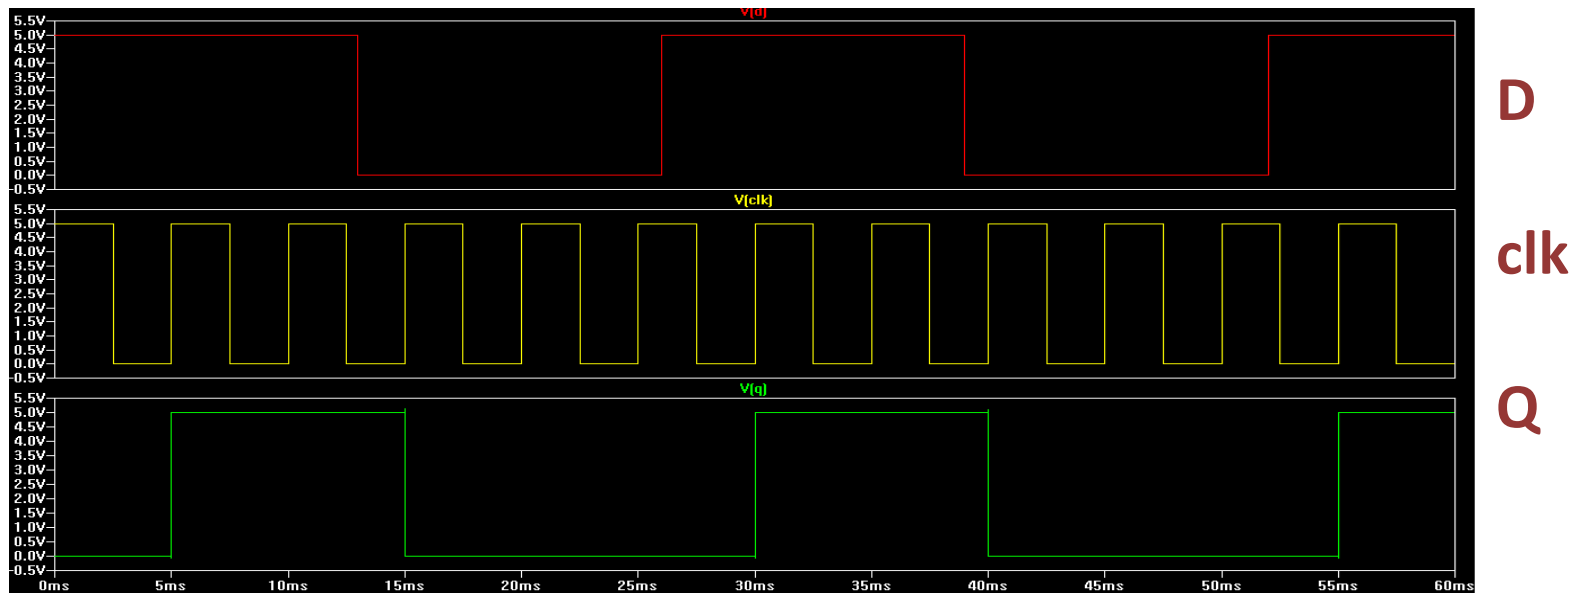 V(d)
5.5V
5.0V
4.5V
4.0V
3.5V
3.0V
2.5V
2.0V
1.5V
1.0V
0.5V
0.0V
-0.5V
D
V(clk)
5.5V
5.0V
4.5V
4.0V
3.5V
3.0V
2.5V
2.0V
1.5V
1.0V
0.5V
0.0V
-0.5V
clk
V(q)
5.5V
5.0V
4.5V
4.0V
3.5V
3.0V
2.5V
2.0V
1.5V
1.0V
0.5V
0.0V
-0.5V
Q
0ms 5ms 10ms 15ms 20ms 25ms 30ms 35ms 40ms 45ms 50ms 55ms 60ms